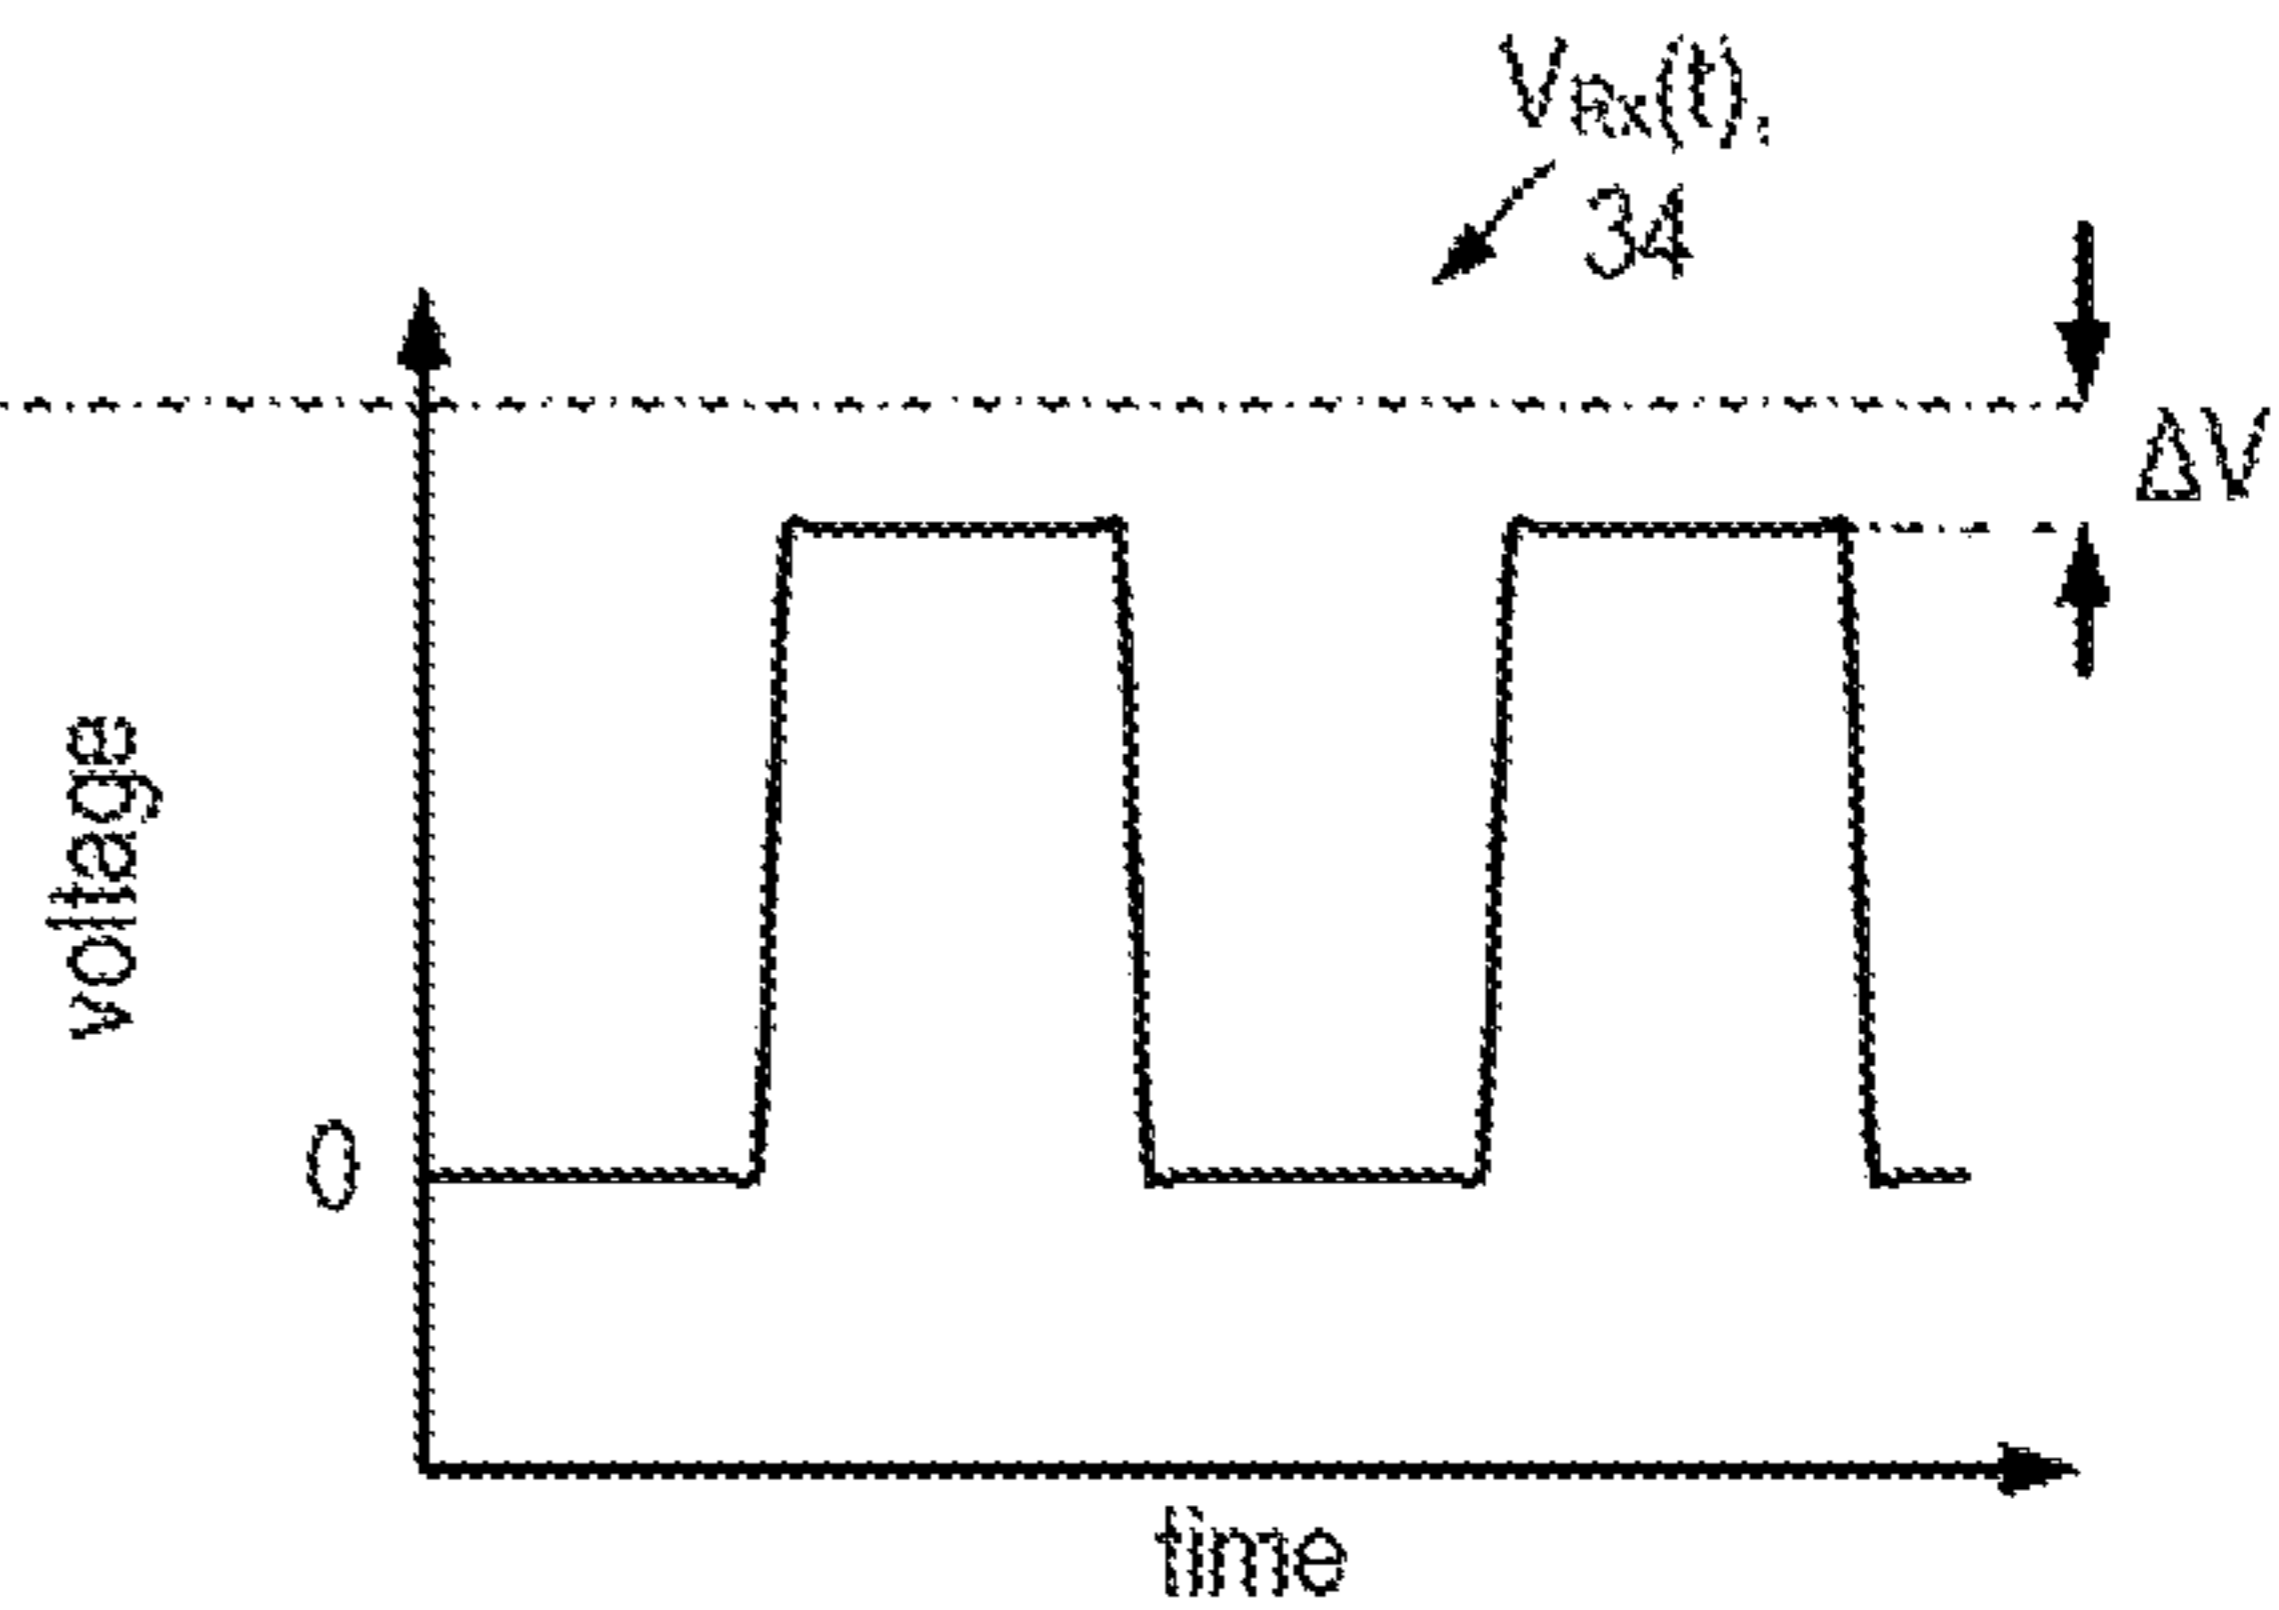 VRx(t),
34
ΔV
voltage
0
time